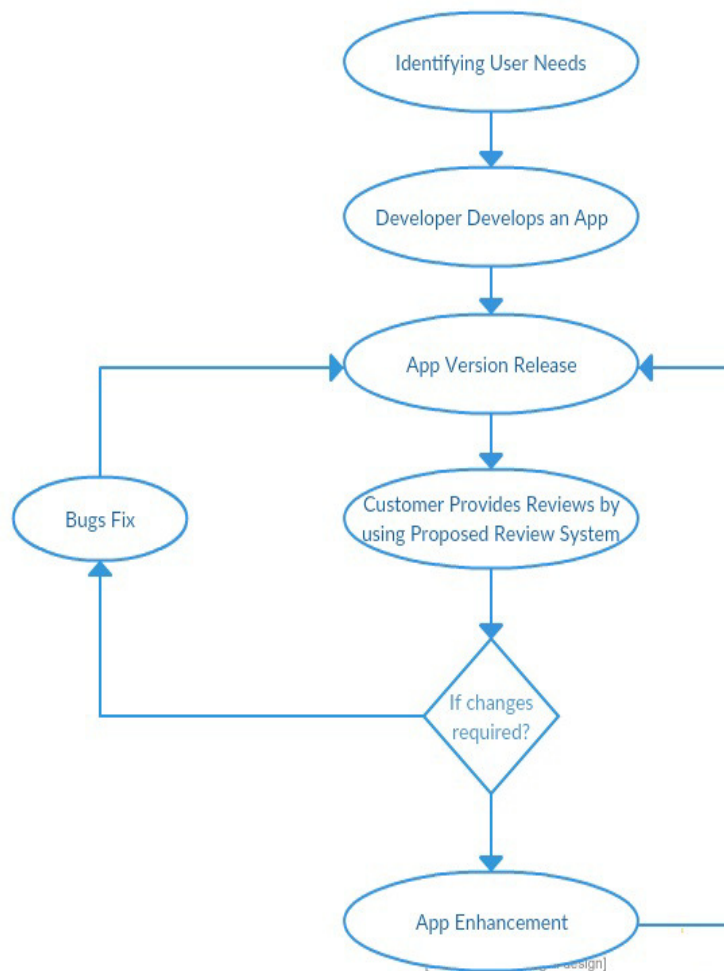 Identifying User Needs
Developer Develops an App
App Version Release
Customer Provides Reviews by
using Proposed Review System
Bugs Fix
If changes
required?
App Enhancement
design]